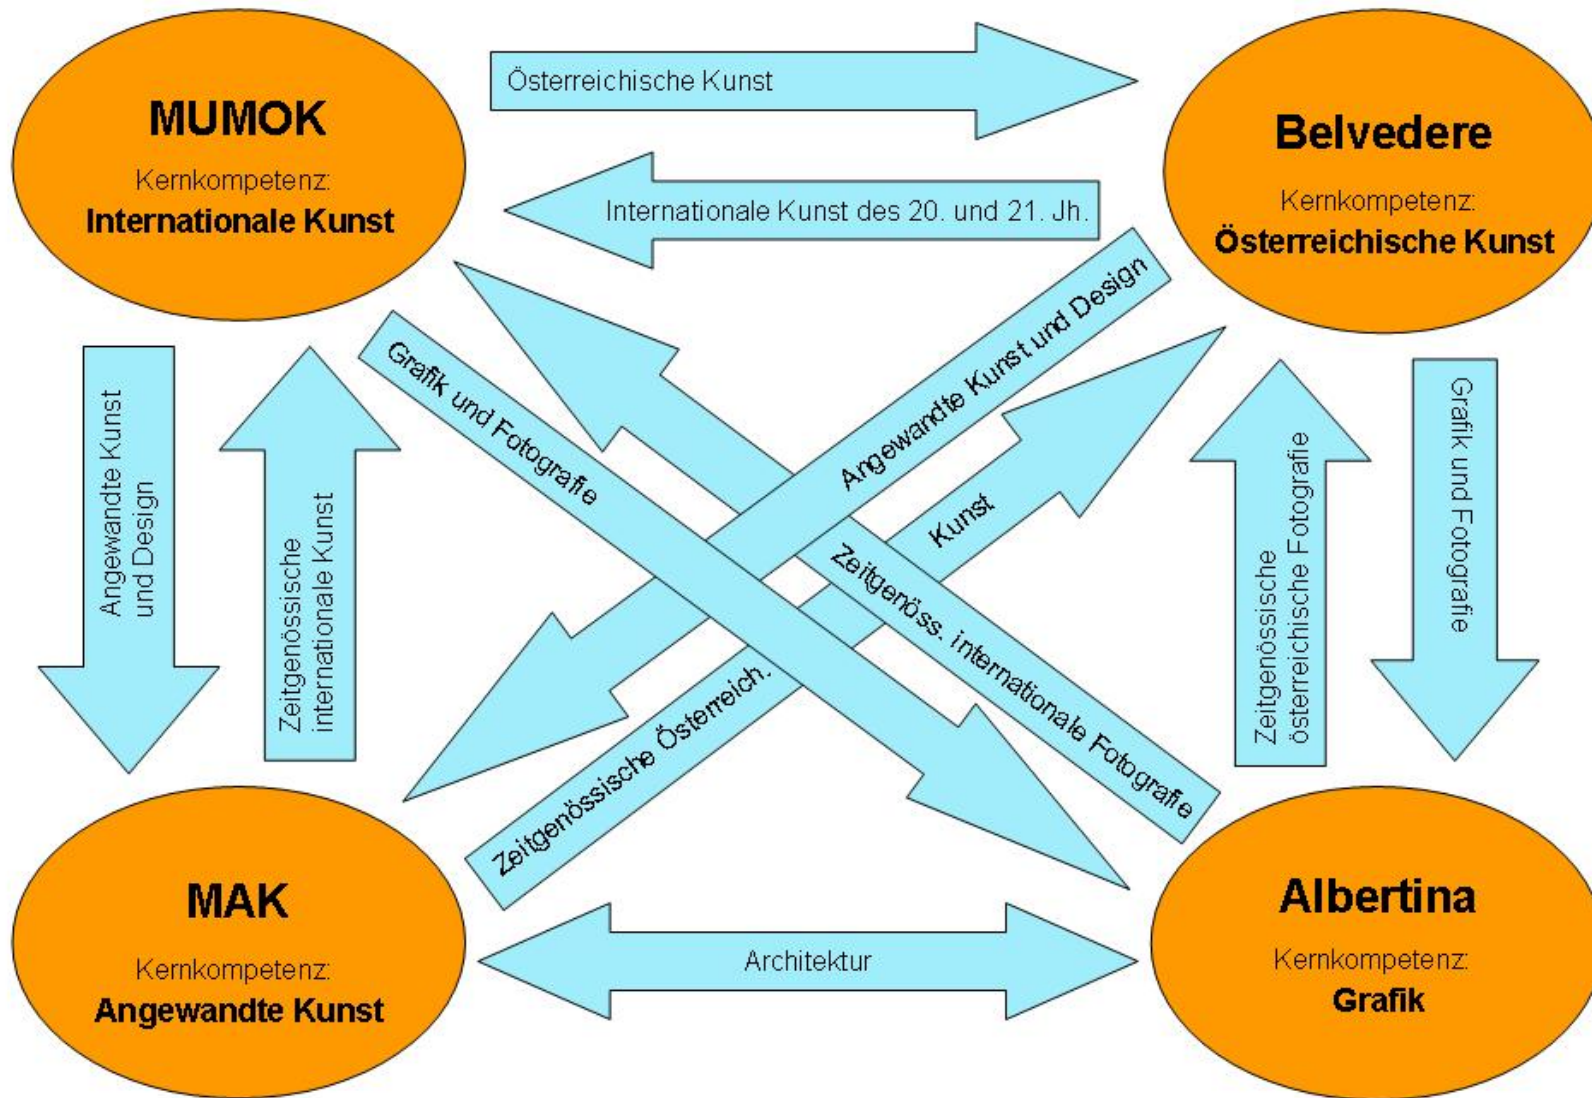 MUMOK
Kernkompetenz:
Internationale Kunst
Österreichische Kunst
Belvedere
Kernkompetenz:
Österreichische Kunst
Internationale Kunst des 20. und 21. Jh.
Angewandte Kunst
und Design
Zeitgenössische
internationale Kunst
Grafik und Fotografie
Zeitgenöss. internationale Fotografie
Angewandte Kunst und Design
Zeitgenössische Österreich.
Kunst
Zeitgenössische
österreichische Fotografie
Grafik und Fotografie
MAK
Kernkompetenz:
Angewandte Kunst
Architektur
Albertina
Kernkompetenz:
Grafik